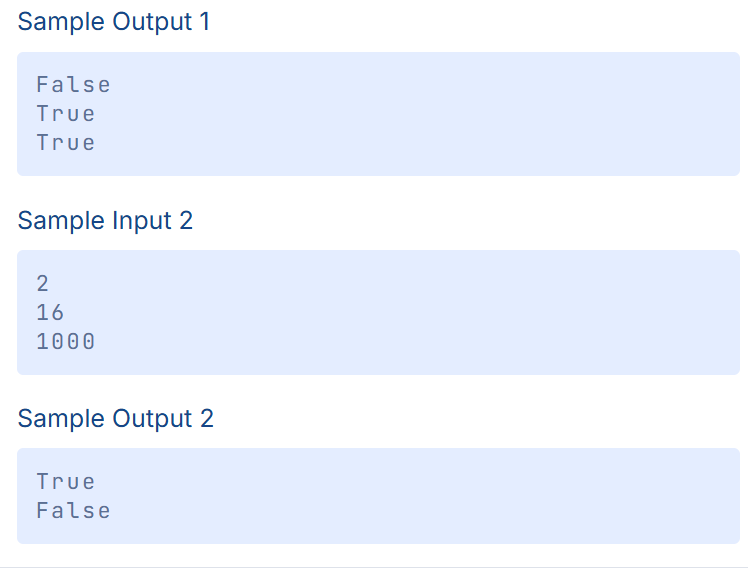 Sample Output 1
False
True
True
Sample Input 2
2
16
1000
Sample Output 2
True
False